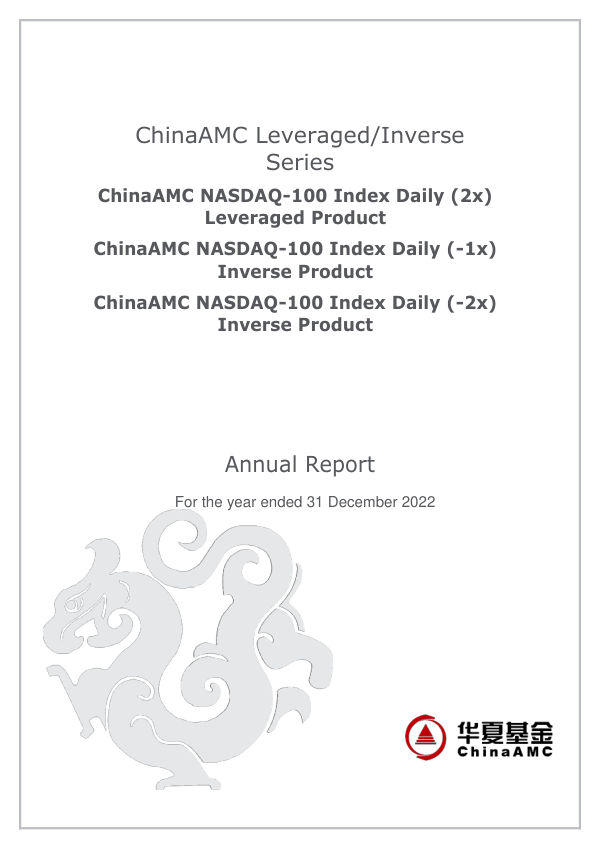 ChinaAMC Leveraged/Inverse
Series
ChinaAMC NASDAQ-100 Index Daily (2x)
Leveraged Product
ChinaAMC NASDAQ-100 Index Daily (-1x)
Inverse Product
ChinaAMC NASDAQ-100 Index Daily (-2x)
Inverse Product
Annual Report
For the year ended 31 December 2022
华夏基金
ChinaAMC